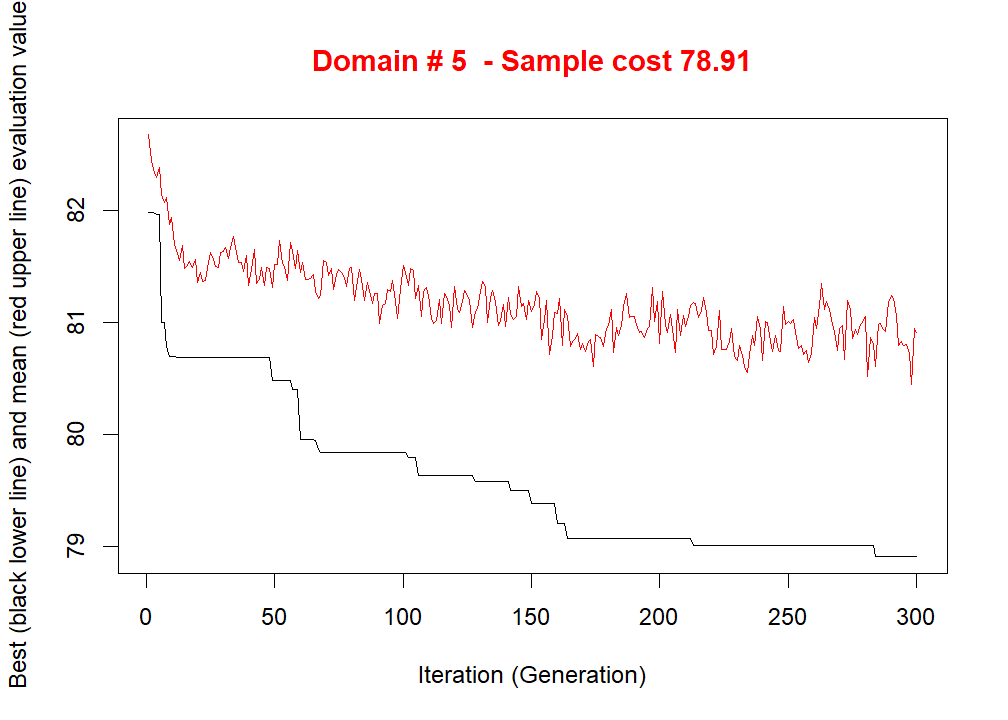 Domain # 5  - Sample cost 78.91
Best (black lower line) and mean (red upper line) evaluation value
82
81
80
79
0 50 100 150 200 250 300
Iteration (Generation)